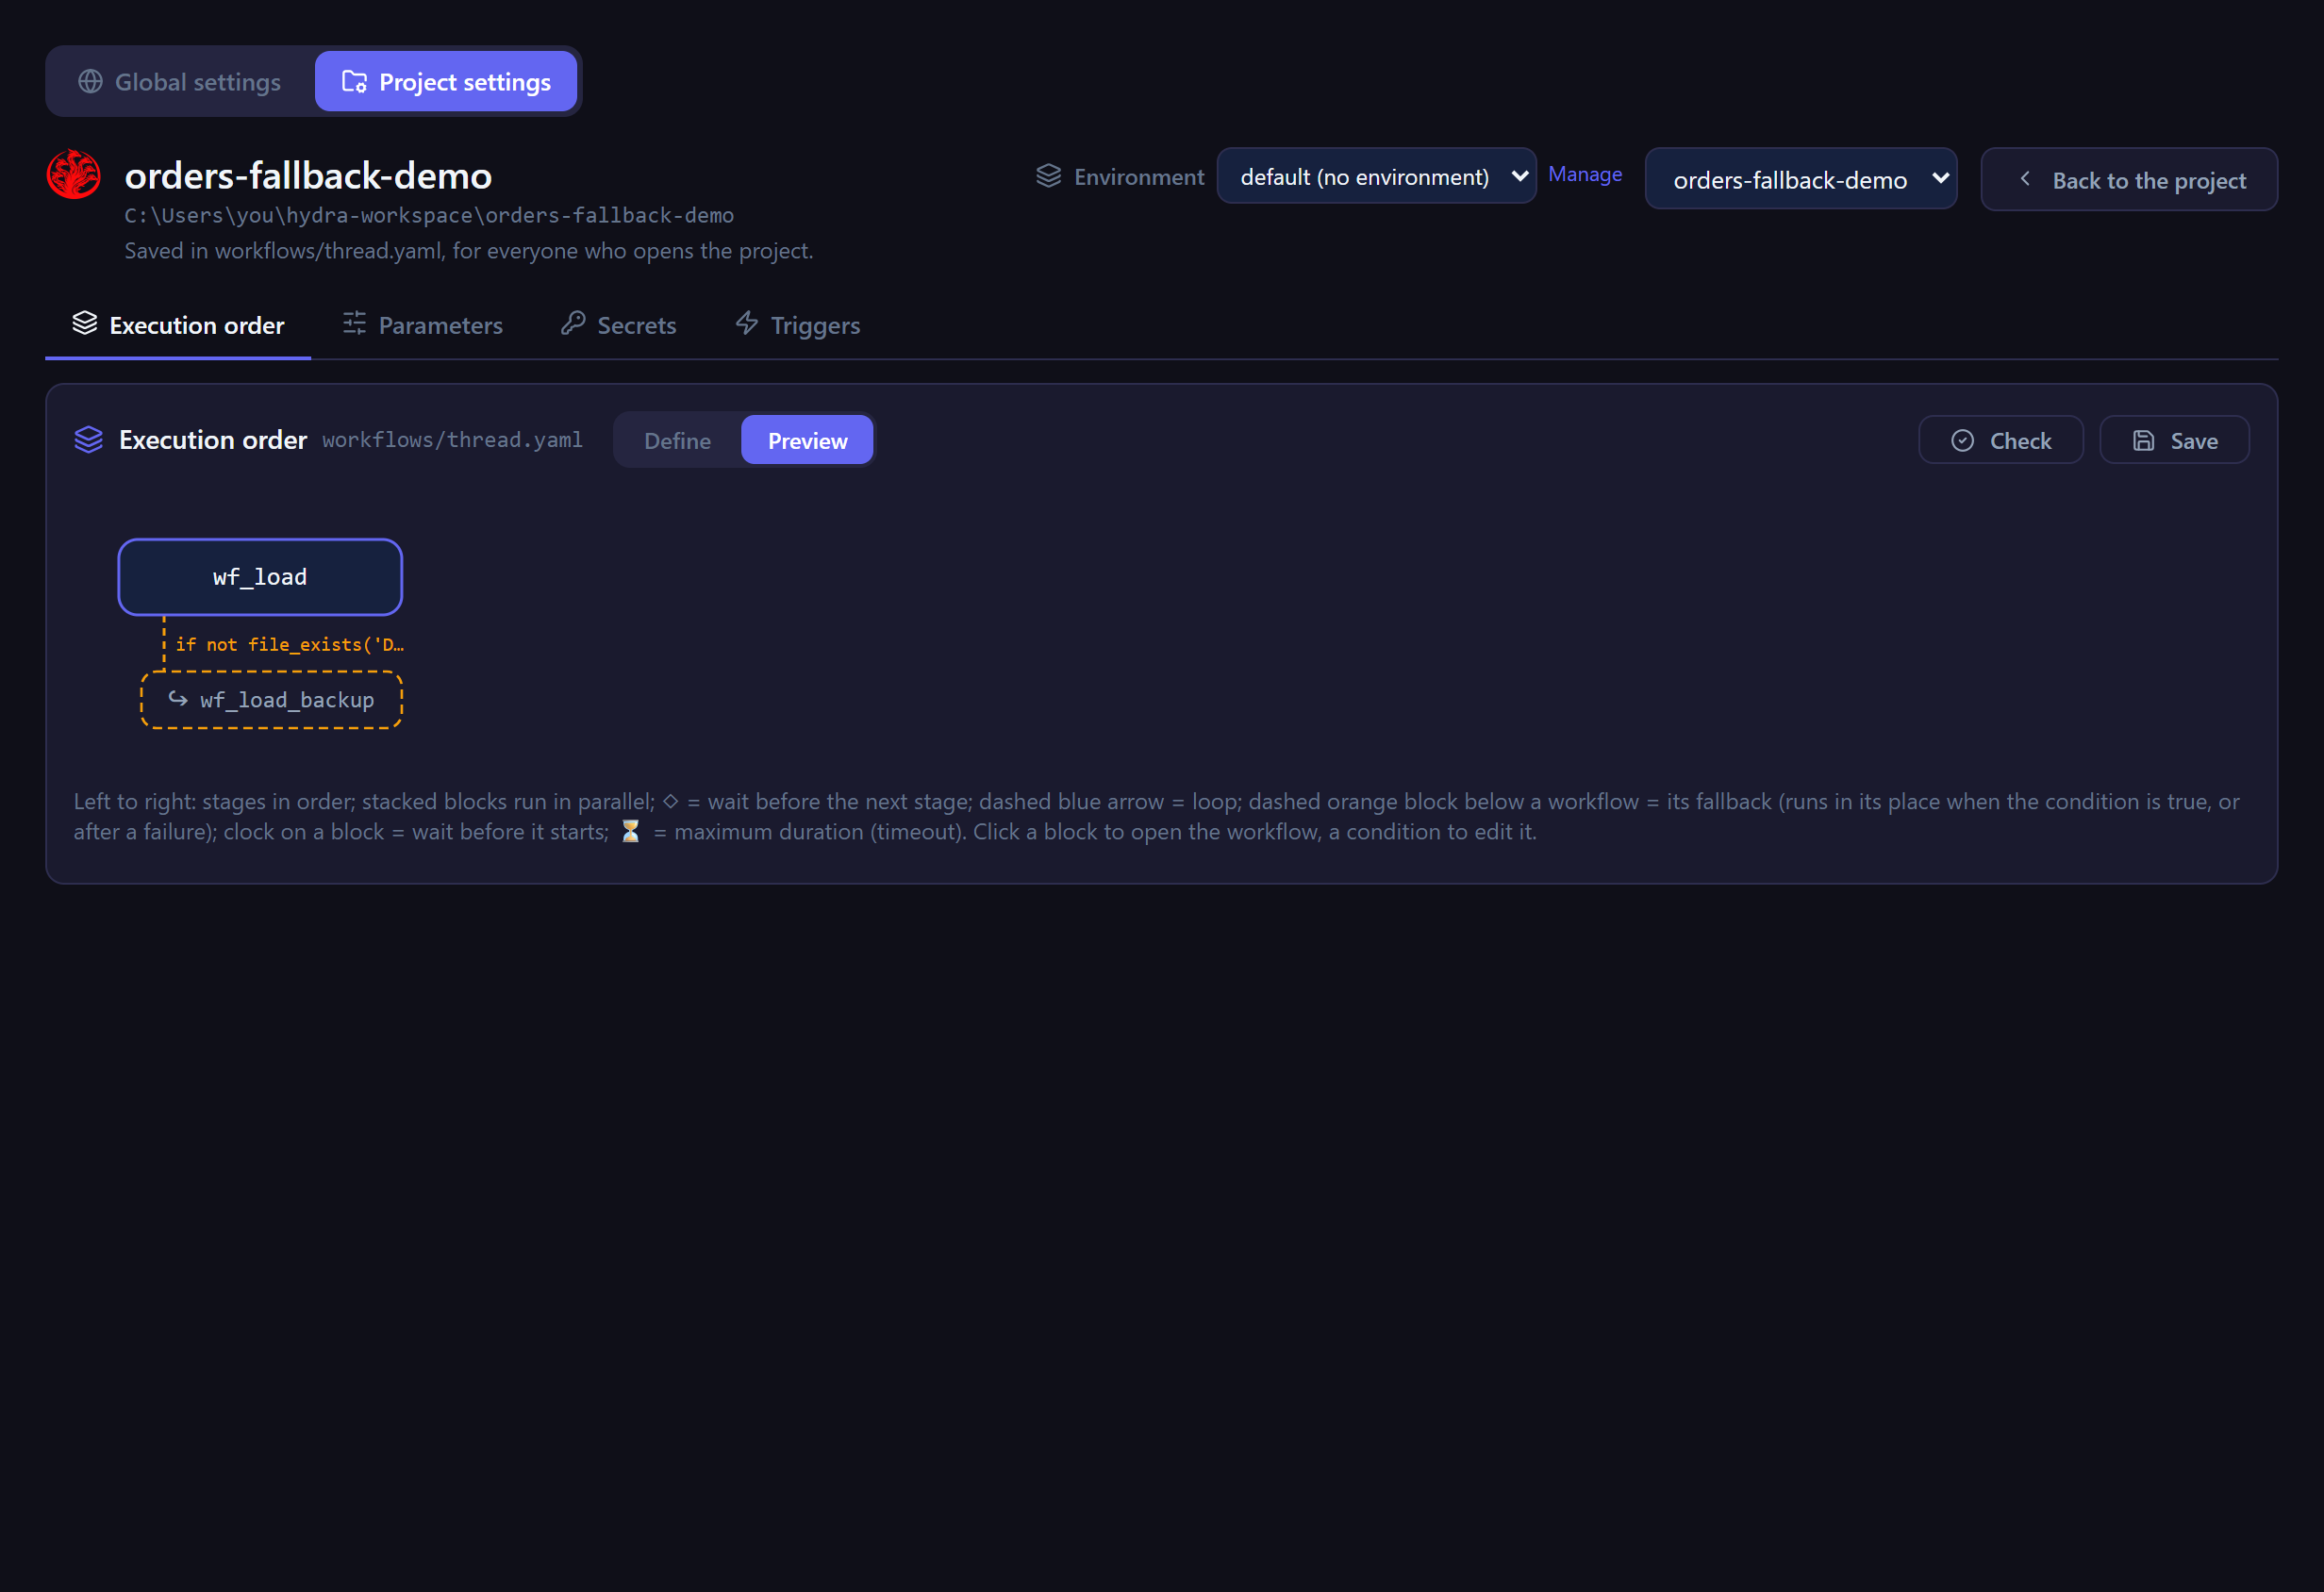 Global settings
Project settings
orders-fallback-demo
C:\Users\you\hydra-workspace\orders-fallback-demo
Saved in workflows/thread.yaml, for everyone who opens the project.
Environment
default (no environment)
Manage
orders-fallback-demo
Back to the project
Execution order
Parameters
Secrets
Triggers
Execution order
workflows/thread.yaml
Define
Preview
Check
Save
wf_load
if not file_exists('D…
↪ wf_load_backup
Left to right: stages in order; stacked blocks run in parallel; ◇ = wait before the next stage; dashed blue arrow = loop; dashed orange block below a workflow = its fallback (runs in its place when the condition is true, or
after a failure); clock on a block = wait before it starts; ⏳ = maximum duration (timeout). Click a block to open the workflow, a condition to edit it.